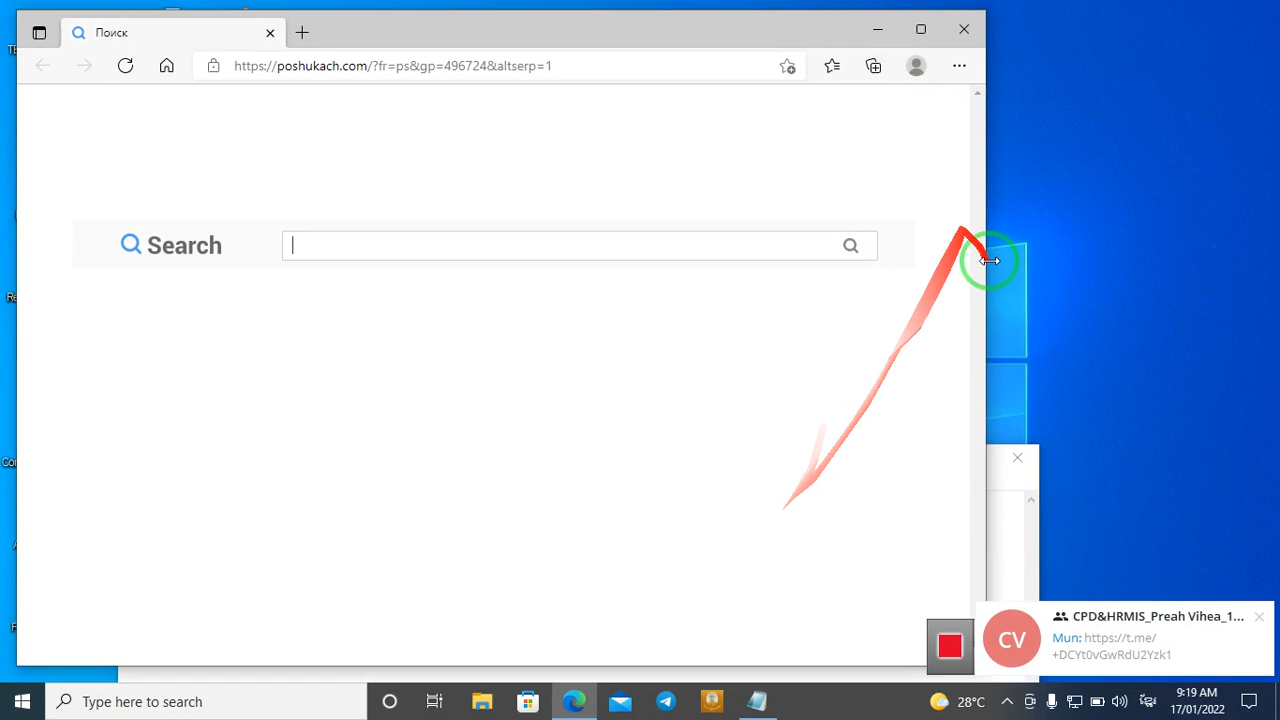 Поиск
https://poshukach.com/?fr=ps&gp=496724&altserp=1
Search
CPD&HRMIS_Preah Vihea_1...
Mun: https://t.me/
+DCYt0vGwRdU2Yzk1
CV
Type here to search
28°C
9:19 AM
17/01/2022